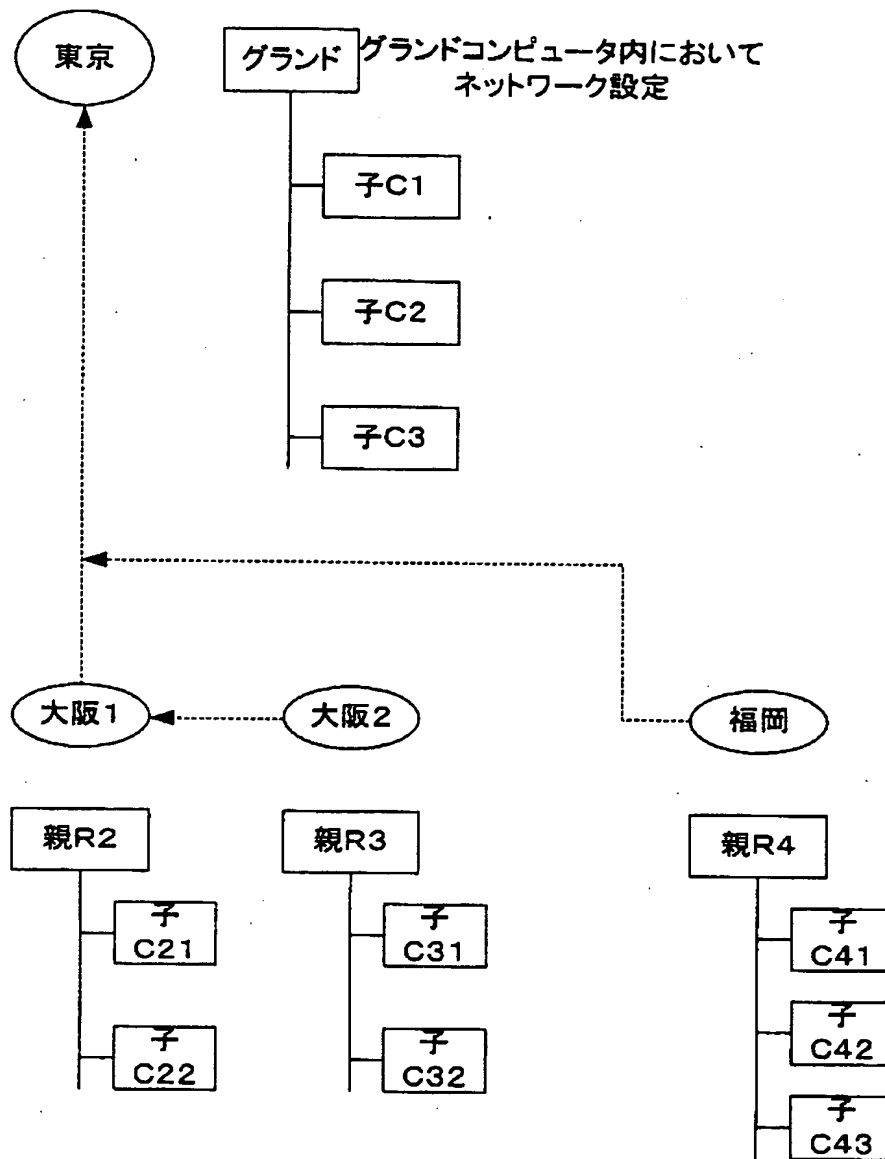 東京
グランド
グランドコンピュータ内において
ネットワーク設定
子C1
子C2
子C3
大阪1
大阪2
福岡
親R2
親R3
親R4
子
C21
子
C22
子
C31
子
C32
子
C41
子
C42
子
C43